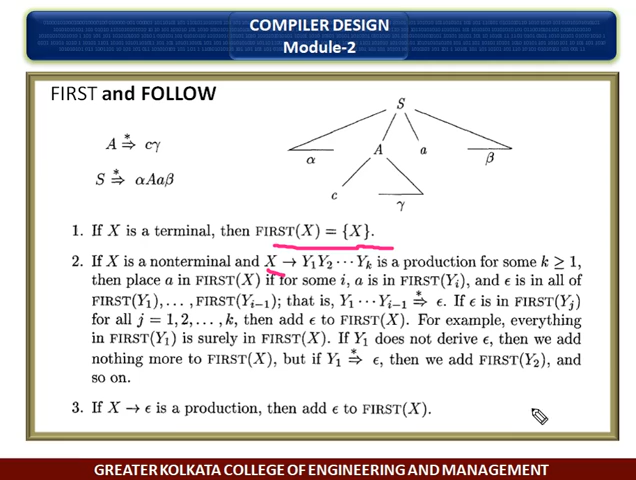 COMPILER DESIGN
Module-2
FIRST and FOLLOW
A ⇒* cγ
S ⇒* αAaβ
S
α A a β
c γ
1. If X is a terminal, then FIRST(X) = {X}.
2. If X is a nonterminal and X → Y₁Y₂ ··· Yₖ is a production for some k ≥ 1,
then place a in FIRST(X) if for some i, a is in FIRST(Yᵢ), and ϵ is in all of
FIRST(Y₁), . . . , FIRST(Yᵢ₋₁); that is, Y₁ ··· Yᵢ₋₁ ⇒* ϵ. If ϵ is in FIRST(Yⱼ)
for all j = 1, 2, . . . , k, then add ϵ to FIRST(X). For example, everything
in FIRST(Y₁) is surely in FIRST(X). If Y₁ does not derive ϵ, then we add
nothing more to FIRST(X), but if Y₁ ⇒* ϵ, then we add FIRST(Y₂), and
so on.
3. If X → ϵ is a production, then add ϵ to FIRST(X).
GREATER KOLKATA COLLEGE OF ENGINEERING AND MANAGEMENT